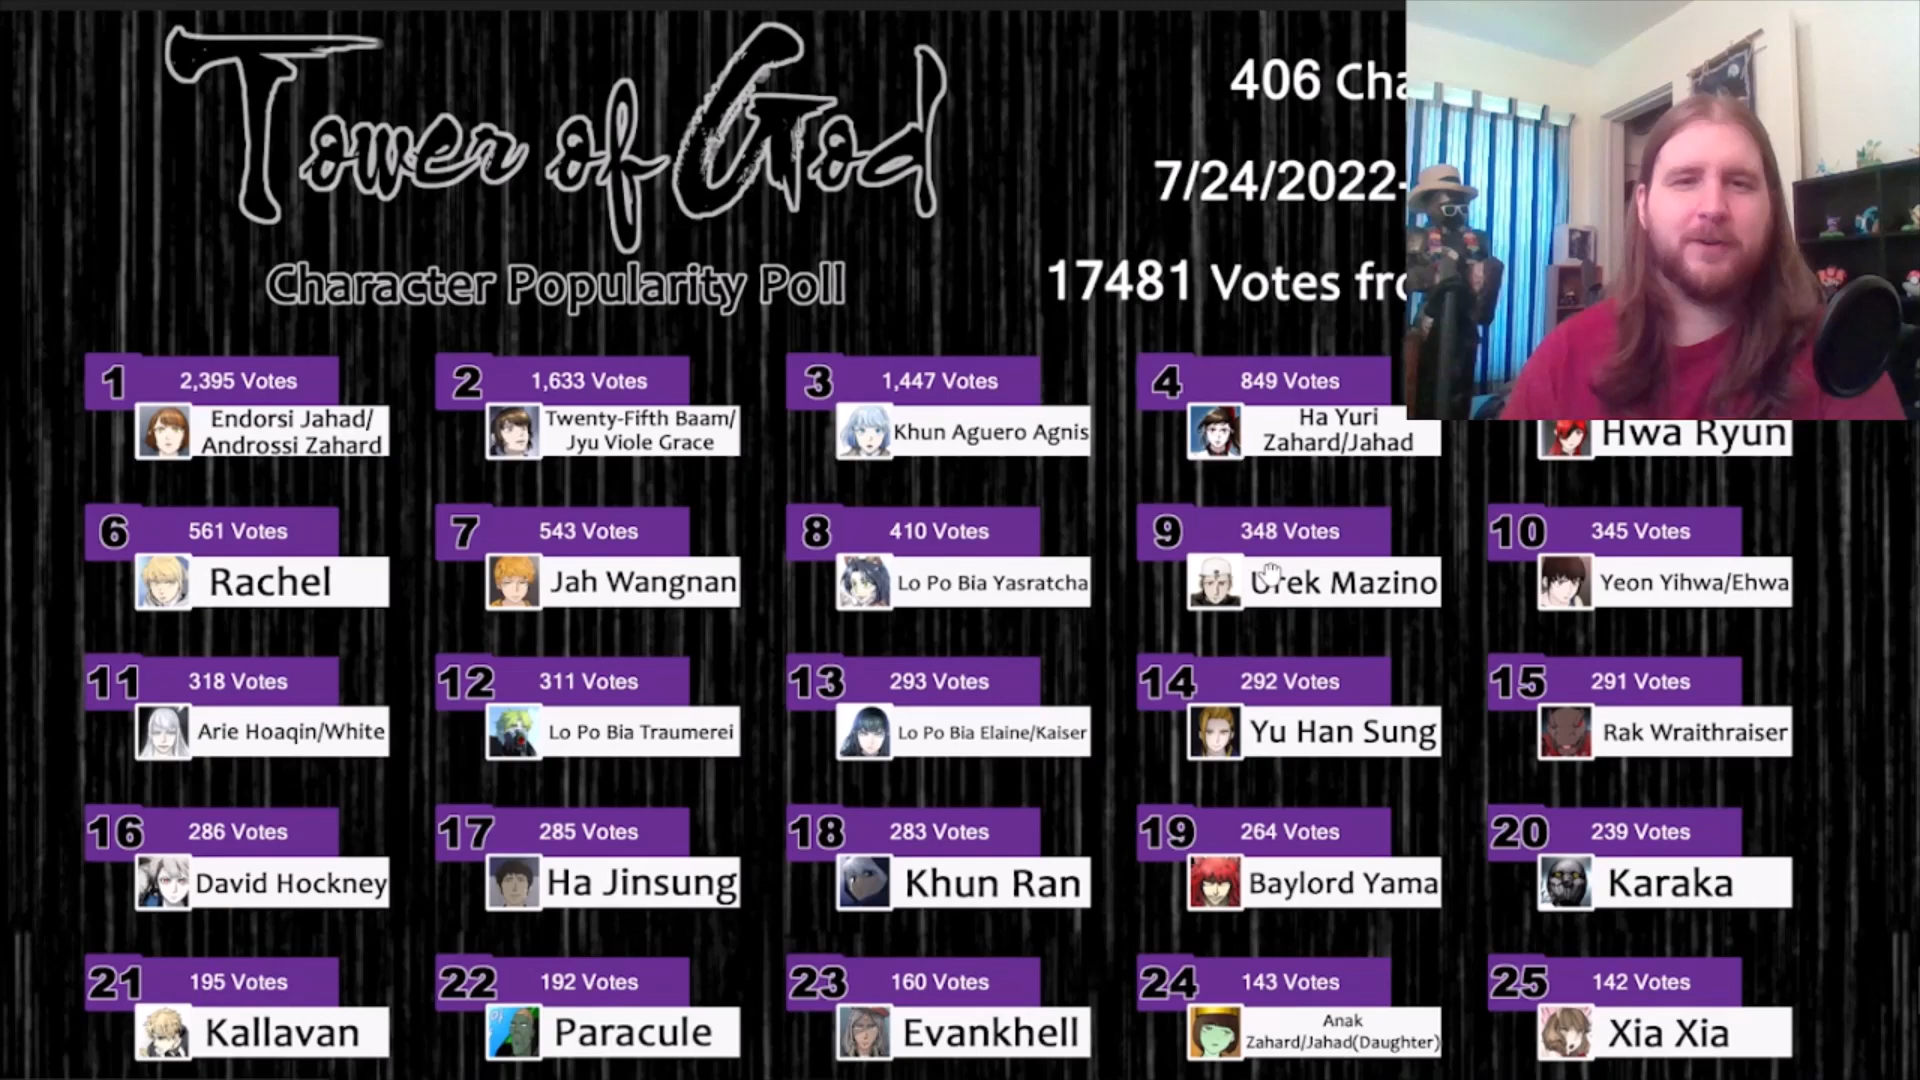 Tower of God
Character Popularity Poll
406 Cha
7/24/2022-
17481 Votes fro
1 2,395 Votes
Endorsi Jahad/
Androssi Zahard
2 1,633 Votes
Twenty-Fifth Baam/
Jyu Viole Grace
3 1,447 Votes
Khun Aguero Agnis
4 849 Votes
Ha Yuri
Zahard/Jahad
Hwa Ryun
6 561 Votes
Rachel
7 543 Votes
Jah Wangnan
8 410 Votes
Lo Po Bia Yasratcha
9 348 Votes
Urek Mazino
10 345 Votes
Yeon Yihwa/Ehwa
11 318 Votes
Arie Hoaqin/White
12 311 Votes
Lo Po Bia Traumerei
13 293 Votes
Lo Po Bia Elaine/Kaiser
14 292 Votes
Yu Han Sung
15 291 Votes
Rak Wraithraiser
16 286 Votes
David Hockney
17 285 Votes
Ha Jinsung
18 283 Votes
Khun Ran
19 264 Votes
Baylord Yama
20 239 Votes
Karaka
21 195 Votes
Kallavan
22 192 Votes
Paracule
23 160 Votes
Evankhell
24 143 Votes
Anak
Zahard/Jahad(Daughter)
25 142 Votes
Xia Xia